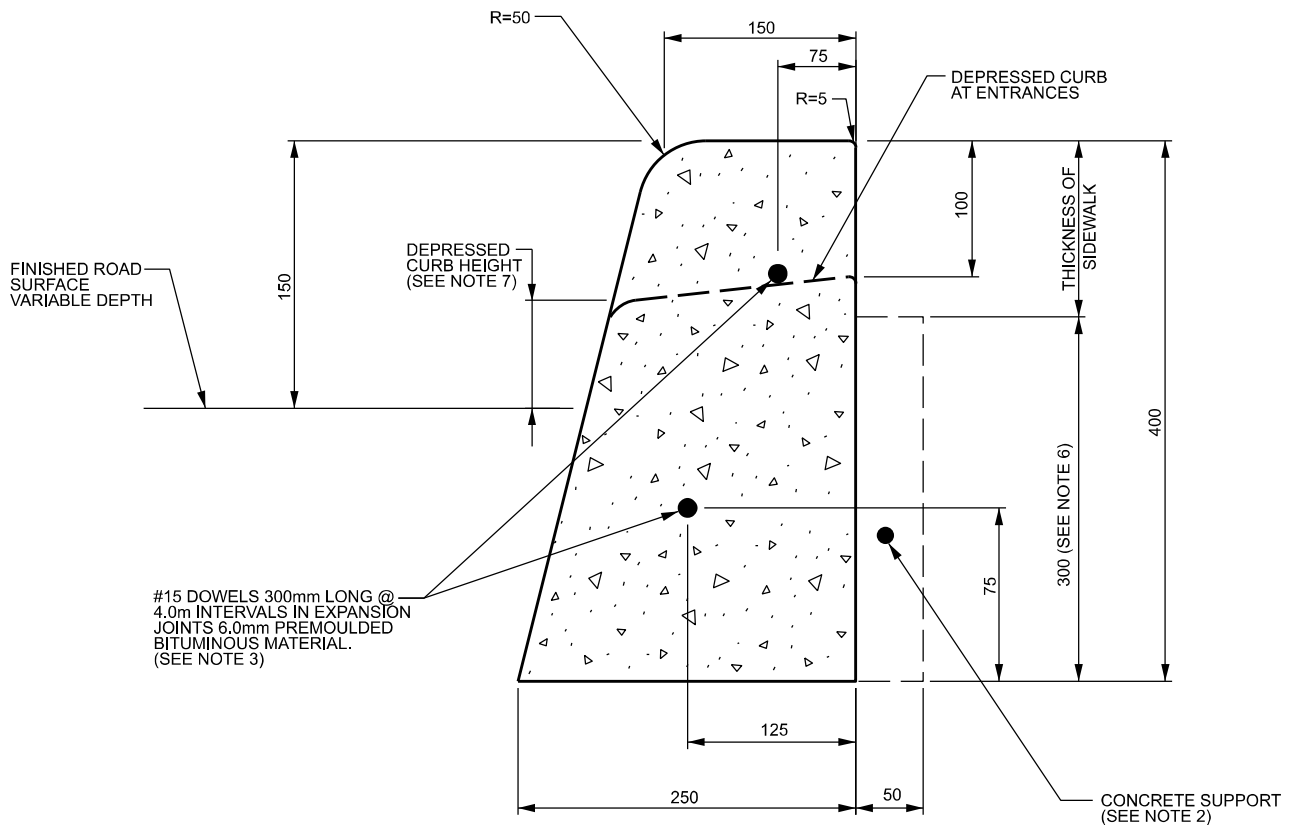 R=50
150
75
DEPRESSED CURB
AT ENTRANCES
R=5
150
100
THICKNESS OF
SIDEWALK
DEPRESSED
CURB HEIGHT
(SEE NOTE 7)
FINISHED ROAD
SURFACE
VARIABLE DEPTH
400
300 (SEE NOTE 6)
75
#15 DOWELS 300mm LONG @
4.0m INTERVALS IN EXPANSION
JOINTS 6.0mm PREMOULDED
BITUMINOUS MATERIAL.
(SEE NOTE 3)
125
250
50
CONCRETE SUPPORT
(SEE NOTE 2)